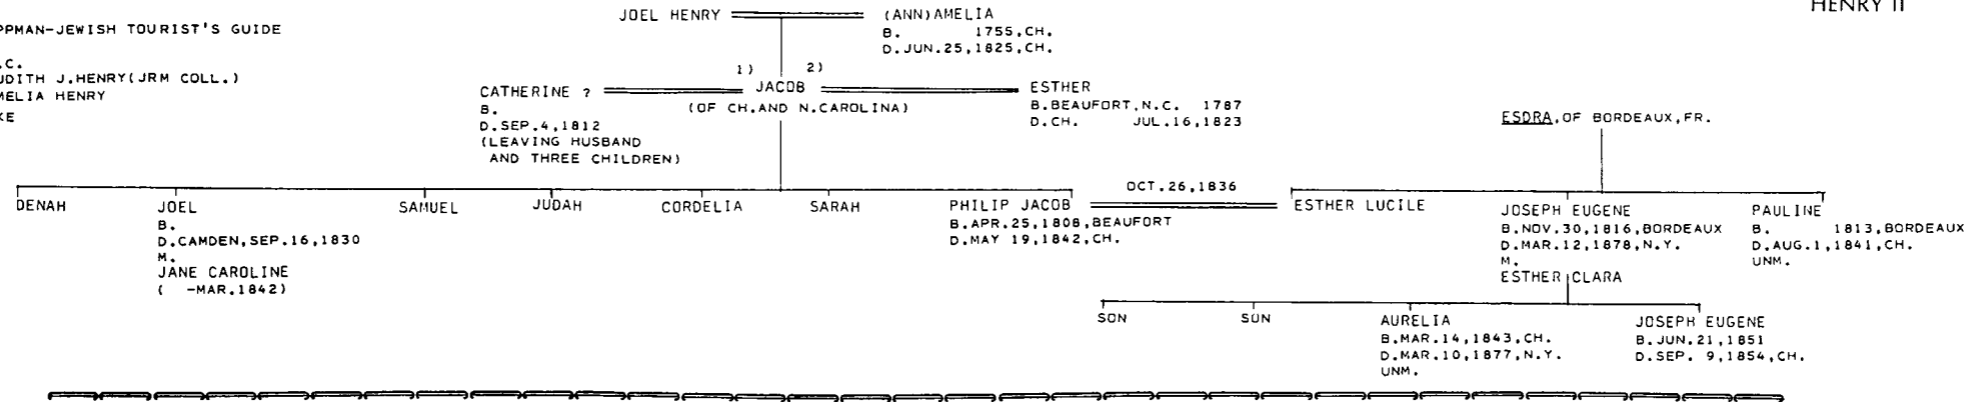 HENRY II
PPMAN-JEWISH TOURIST'S GUIDE
.C.
UDITH J.HENRY(JRM COLL.)
MELIA HENRY
KE
JOEL HENRY (ANN)AMELIA
B. 1755,CH.
D.JUN.25,1825,CH.
1) 2)
CATHERINE ? JACOB ESTHER
B. (OF CH.AND N.CAROLINA) B.BEAUFORT,N.C. 1787
D.SEP.4,1812 D.CH. JUL.16,1823
(LEAVING HUSBAND
AND THREE CHILDREN)
ESDRA,OF BORDEAUX,FR.
OCT.26,1836
DENAH
JOEL
B.
D.CAMDEN,SEP.16,1830
M.
JANE CAROLINE
( -MAR.1842)
SAMUEL
JUDAH
CORDELIA
SARAH
PHILIP JACOB
B.APR.25,1808,BEAUFORT
D.MAY 19,1842,CH.
ESTHER LUCILE
JOSEPH EUGENE
B.NOV.30,1816,BORDEAUX
D.MAR.12,1878,N.Y.
M.
ESTHER CLARA
PAULINE
B. 1813,BORDEAUX
D.AUG.1,1841,CH.
UNM.
SON
SON
AURELIA
B.MAR.14,1843,CH.
D.MAR.10,1877,N.Y.
UNM.
JOSEPH EUGENE
B.JUN.21,1851
D.SEP. 9,1854,CH.